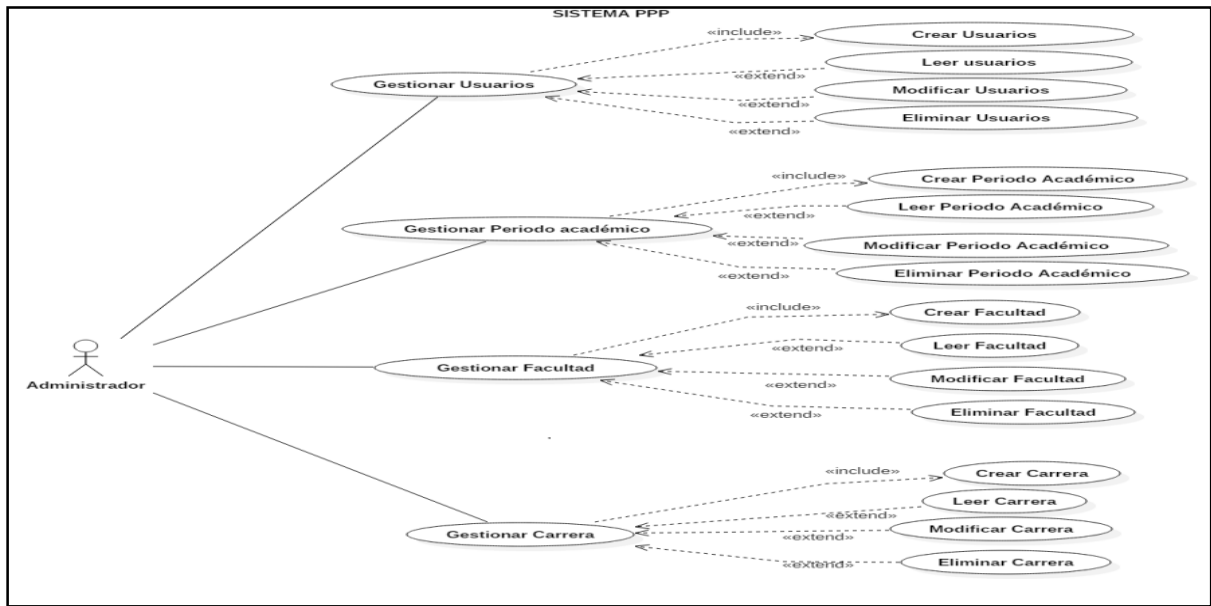 SISTEMA PPP
«include»
Crear Usuarios
Leer usuarios
«extend»
Gestionar Usuarios
Modificar Usuarios
«extend»
Eliminar Usuarios
«extend»
«include»
Crear Periodo Académico
Leer Periodo Académico
«extend»
Gestionar Periodo académico
Modificar Periodo Académico
«extend»
Eliminar Periodo Académico
«extend»
«include»
Crear Facultad
Leer Facultad
«extend»
Gestionar Facultad
Modificar Facultad
«extend»
Administrador
Eliminar Facultad
«extend»
«include»
Crear Carrera
Leer Carrera
«extend»
Gestionar Carrera
Modificar Carrera
«extend»
Eliminar Carrera
«extend»